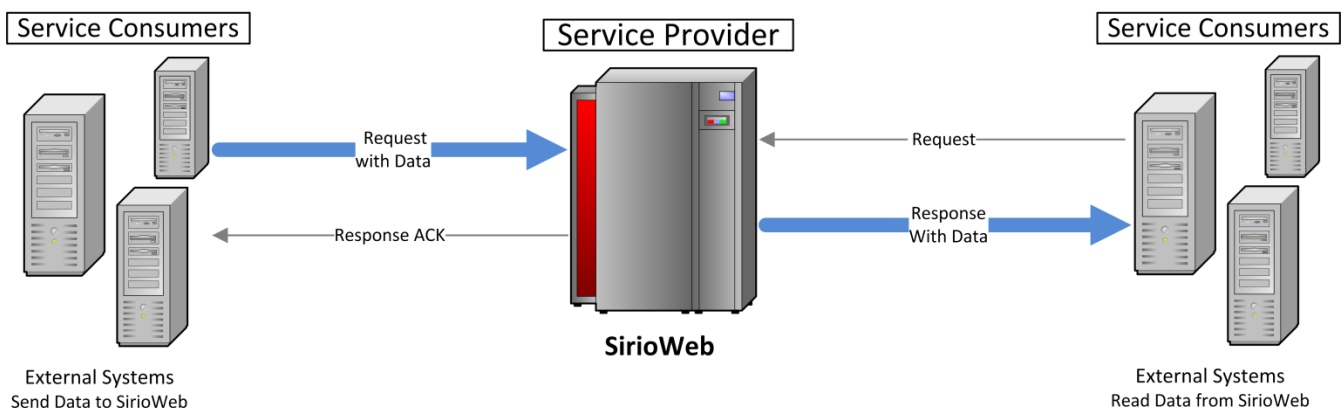 Service Consumers
Service Provider
Service Consumers
Request
with Data
Response ACK
Request
Response
With Data
SirioWeb
External Systems
Send Data to SirioWeb
External Systems
Read Data from SirioWeb